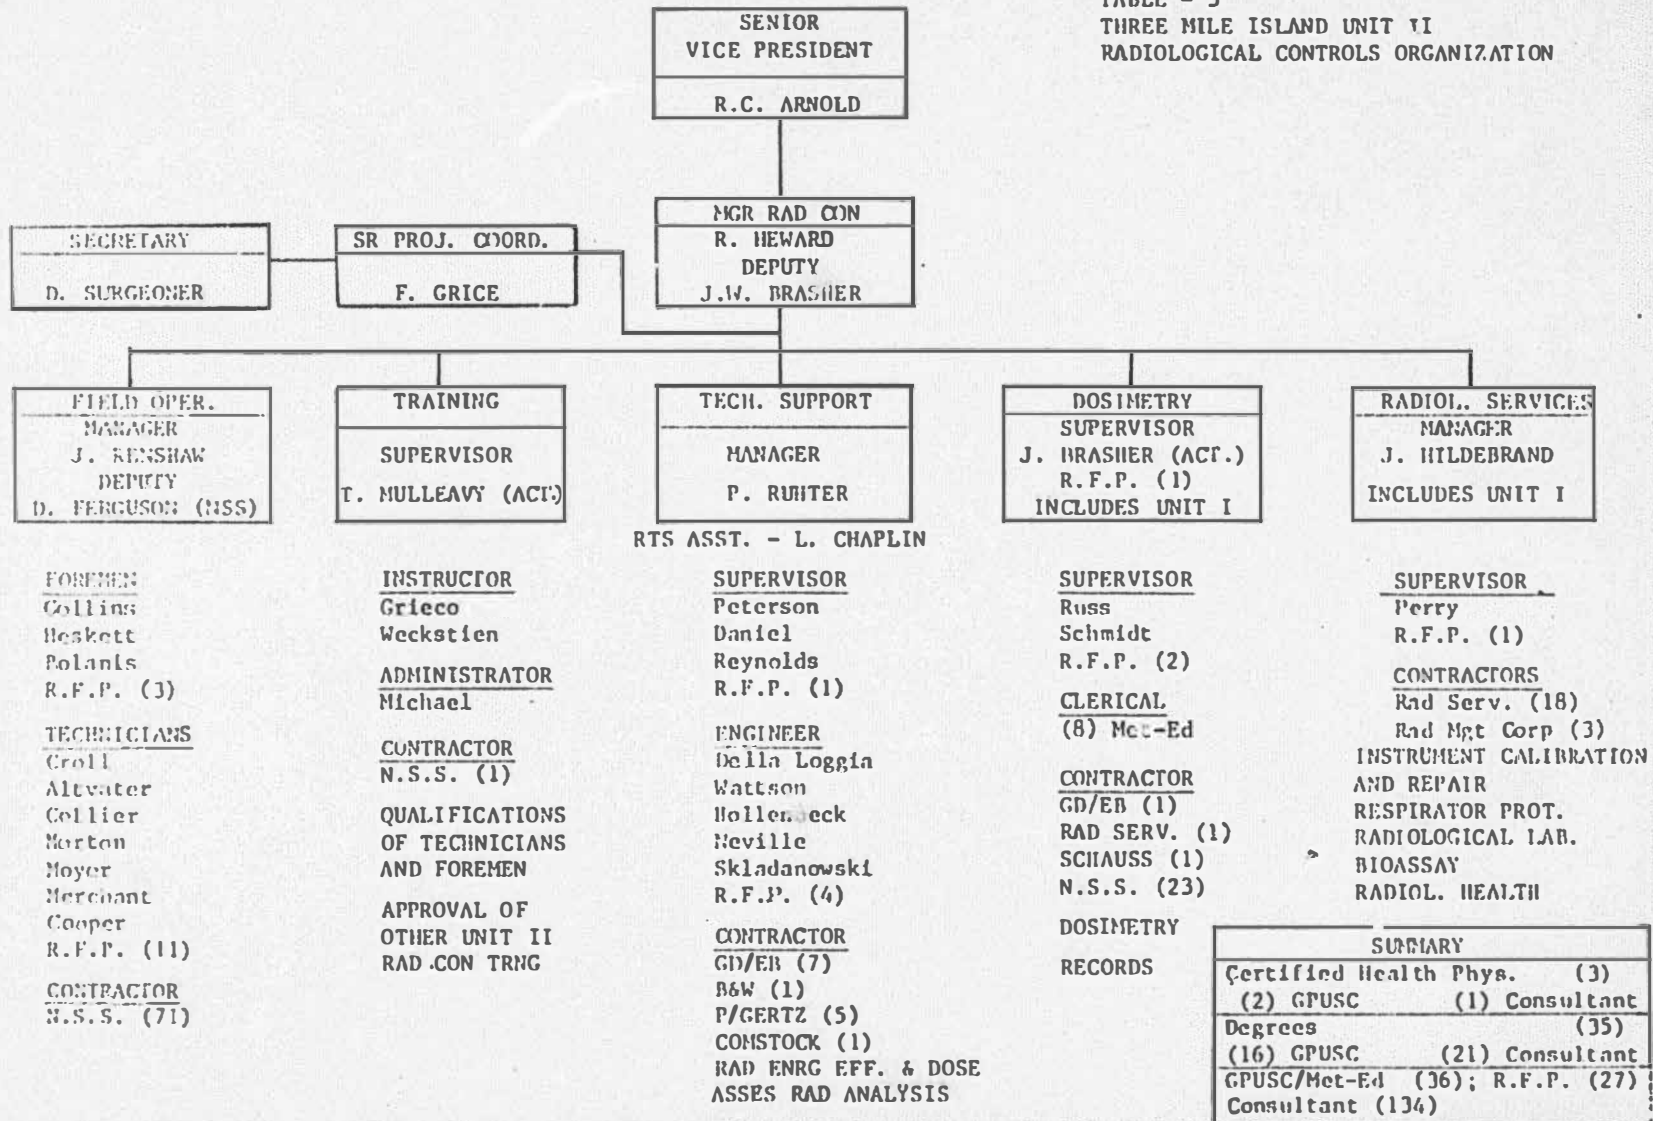 TABLE - 3
THREE MILE ISLAND UNIT II
RADIOLOGICAL CONTROLS ORGANIZATION
SENIOR
VICE PRESIDENT
R.C. ARNOLD
MGR RAD CON
R. HEWARD
DEPUTY
J.W. BRASHER
SR PROJ. COORD.
F. GRICE
SECRETARY
D. SURGEONER
FIELD OPER.
MANAGER
J. RENSHAW
DEPUTY
D. FERGUSON (NSS)
FOREMEN
Collins
Heskett
Polanis
R.F.P. (3)
TECHNICIANS
Croll
Altvater
Collier
Morton
Moyer
Merchant
Cooper
R.F.P. (11)
CONTRACTOR
N.S.S. (71)
TRAINING
SUPERVISOR
T. MULLEAVY (ACT.)
INSTRUCTOR
Grieco
Weckstien
ADMINISTRATOR
Michael
CONTRACTOR
N.S.S. (1)
QUALIFICATIONS
OF TECHNICIANS
AND FOREMEN
APPROVAL OF
OTHER UNIT II
RAD CON TRNG
TECH. SUPPORT
MANAGER
P. RUHTER
RTS ASST. - L. CHAPLIN
SUPERVISOR
Peterson
Daniel
Reynolds
R.F.P. (1)
ENGINEER
Della Loggia
Wattson
Neville
Skladanowski
R.F.P. (4)
CONTRACTOR
GD/EB (7)
B&W (1)
P/GERTZ (5)
COMSTOCK (1)
RAD ENRG EFF. & DOSE
ASSES RAD ANALYSIS
DOSIMETRY
SUPERVISOR
J. BRASHER (ACT.)
R.F.P. (1)
INCLUDES UNIT I
SUPERVISOR
Russ
Schmidt
R.F.P. (2)
CLERICAL
(8) Met-Ed
CONTRACTOR
GD/EB (1)
RAD SERV. (1)
SCHAUSS (1)
N.S.S. (23)
DOSIMETRY
RECORDS
RADIOL. SERVICES
MANAGER
J. HILDEBRAND
INCLUDES UNIT I
SUPERVISOR
Perry
R.F.P. (1)
CONTRACTORS
Rad Serv. (18)
Rad Mgt Corp (3)
INSTRUMENT CALIBRATION
AND REPAIR
RESPIRATOR PROT.
RADIOLOGICAL LAB.
BIOASSAY
RADIOL. HEALTH
SUMMARY
Certified Health Phys. (3)
(2) GPUSC (1) Consultant
Degrees (35)
(16) GPUSC (21) Consultant
GPUSC/Met-Ed (36); R.F.P. (27)
Consultant (134)